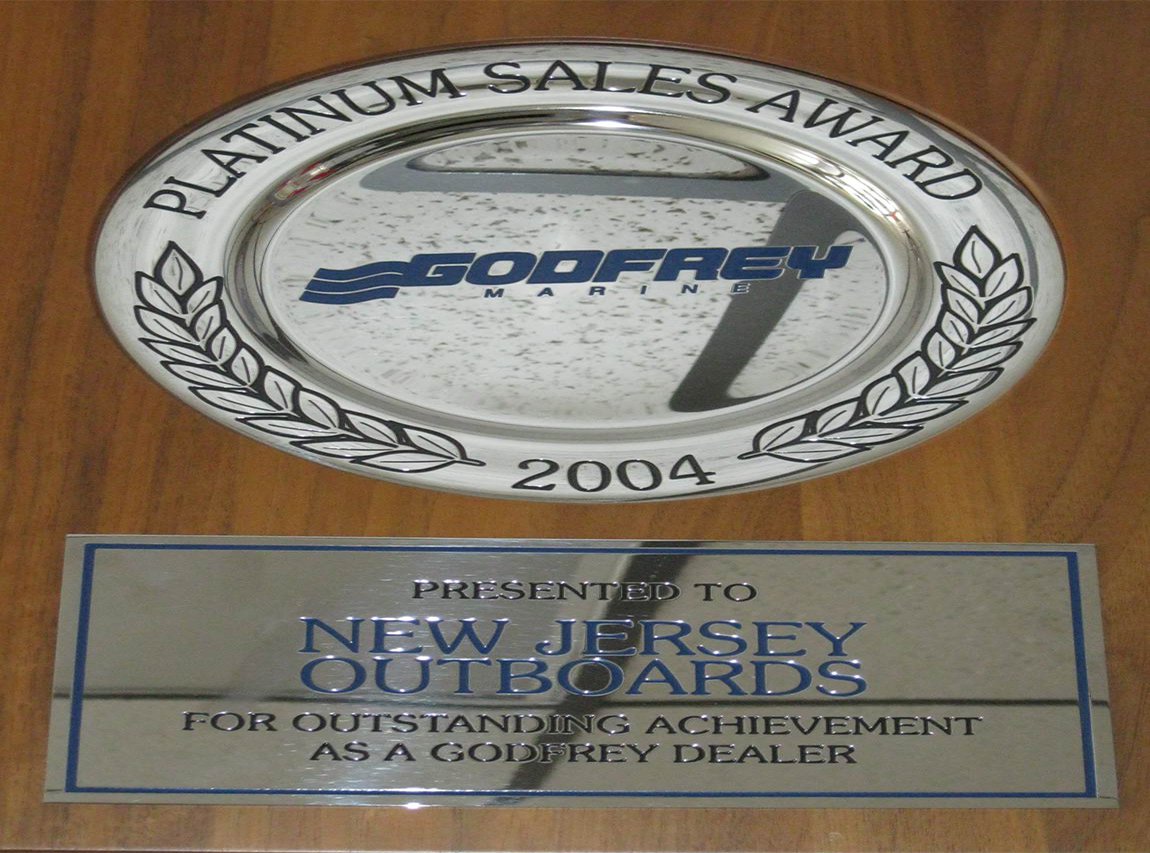 PLATINUM SALES AWARD
GODFREY
MARINE
2004
PRESENTED TO
NEW JERSEY
OUTBOARDS
FOR OUTSTANDING ACHIEVEMENT
AS A GODFREY DEALER